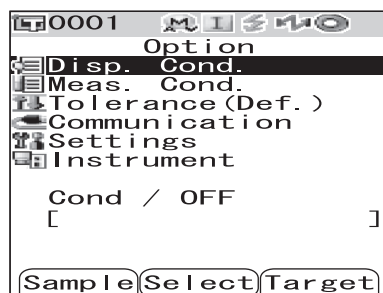 0001 M I
Option
Disp. Cond.
Meas. Cond.
Tolerance(Def.)
Communication
Settings
Instrument
Cond / OFF
[ ]
Sample Select Target